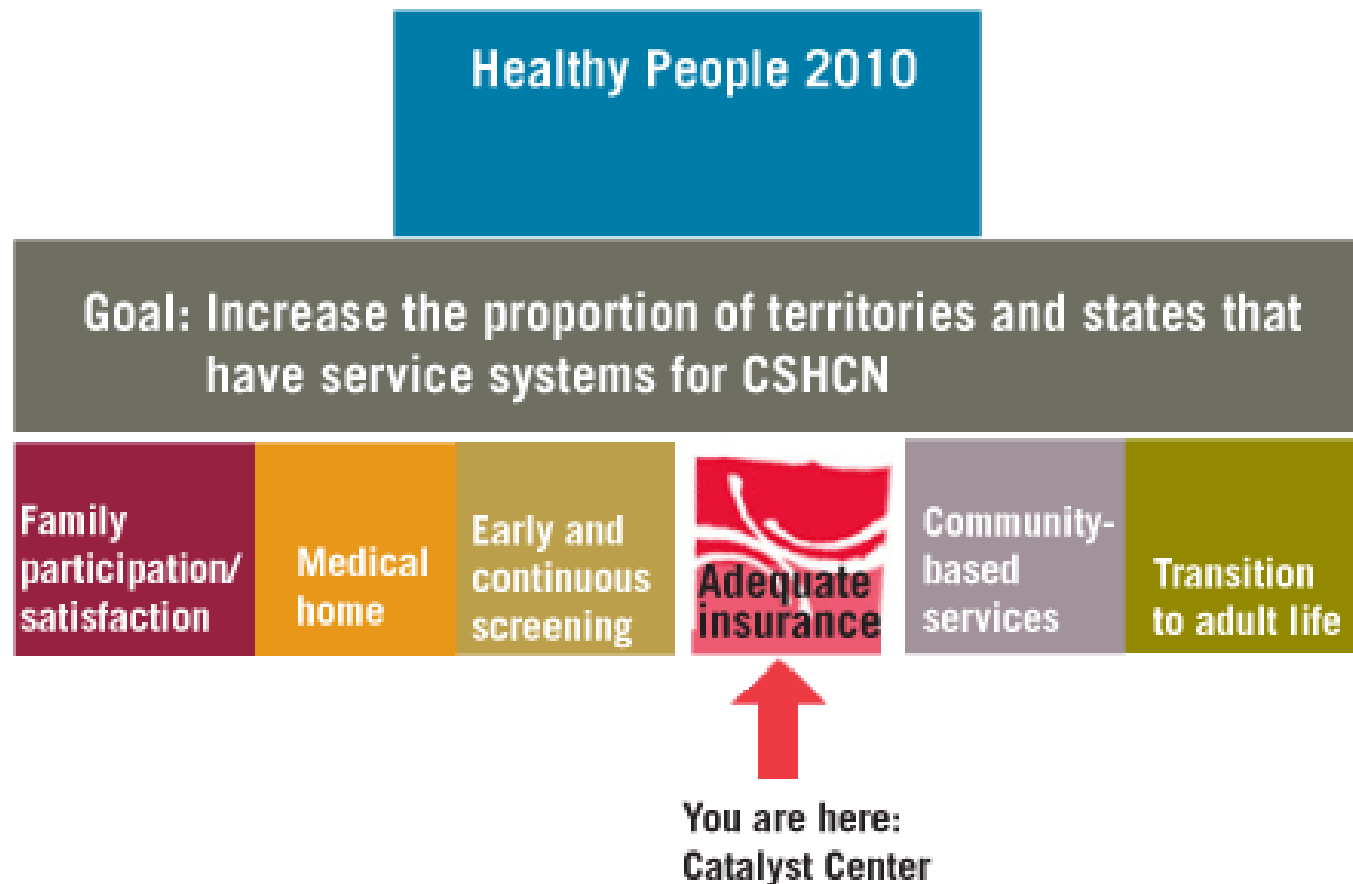 Healthy People 2010
Goal: Increase the proportion of territories and states that
have service systems for CSHCN
Family
participation/
satisfaction
Medical
home
Early and
continuous
screening
Adequate
insurance
Community-
based
services
Transition
to adult life
You are here:
Catalyst Center